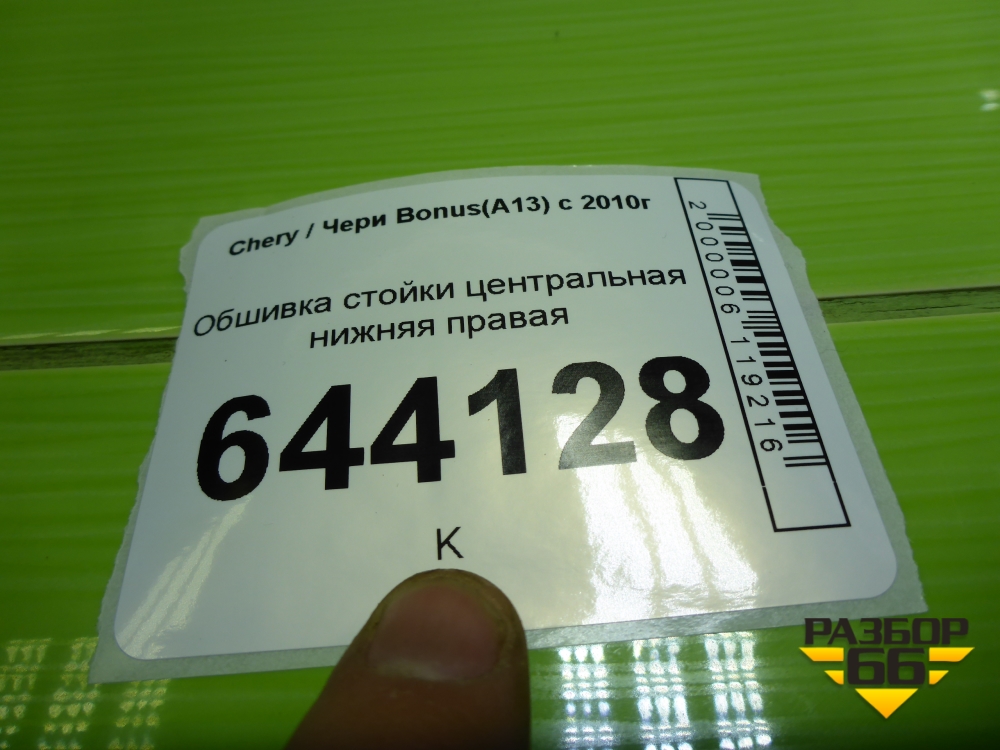 Chery / Чери Bonus(A13) с 2010г
Обшивка стойки центральная
нижняя правая
644128
К
2000006119216
РАЗБОР
66